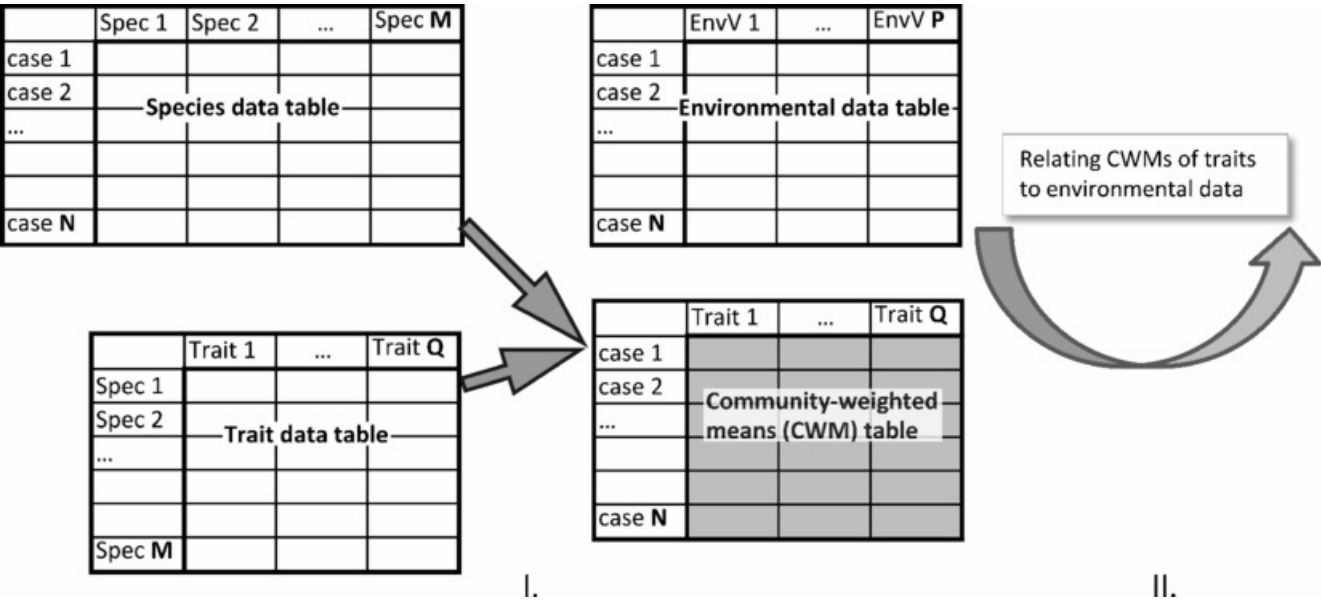 Spec 1 Spec 2 ... Spec M
case 1
case 2
Species data table
...
case N
EnvV 1 ... EnvV P
case 1
case 2
Environmental data table
...
case N
Relating CWMs of traits
to environmental data
Trait 1 ... Trait Q
Spec 1
Spec 2
Trait data table
...
Spec M
Trait 1 ... Trait Q
case 1
case 2
Community-weighted
means (CWM) table
...
case N
I.
II.